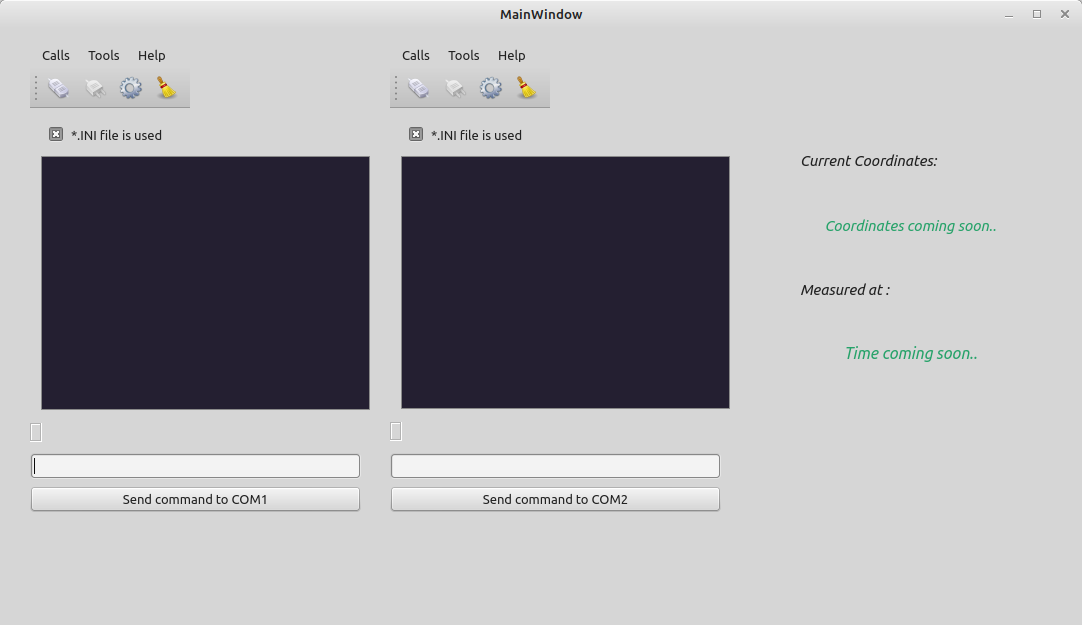 MainWindow
Calls Tools Help
*.INI file is used
Send command to COM1
Calls Tools Help
*.INI file is used
Send command to COM2
Current Coordinates:
Coordinates coming soon..
Measured at :
Time coming soon..